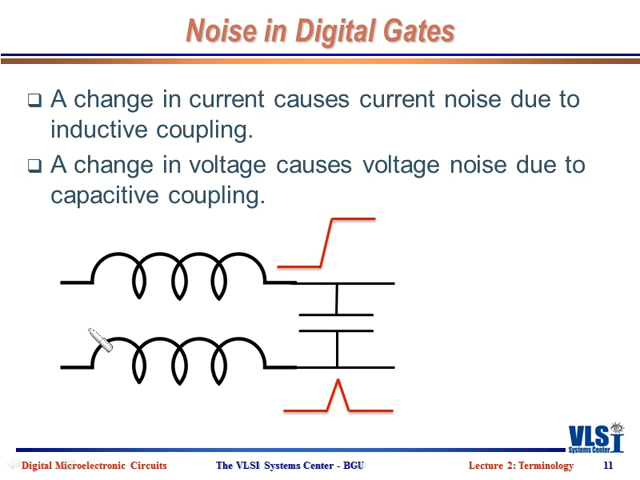 Noise in Digital Gates
A change in current causes current noise due to
inductive coupling.
A change in voltage causes voltage noise due to
capacitive coupling.
VLSI
Systems Center
Digital Microelectronic Circuits
The VLSI Systems Center - BGU
Lecture 2: Terminology
11